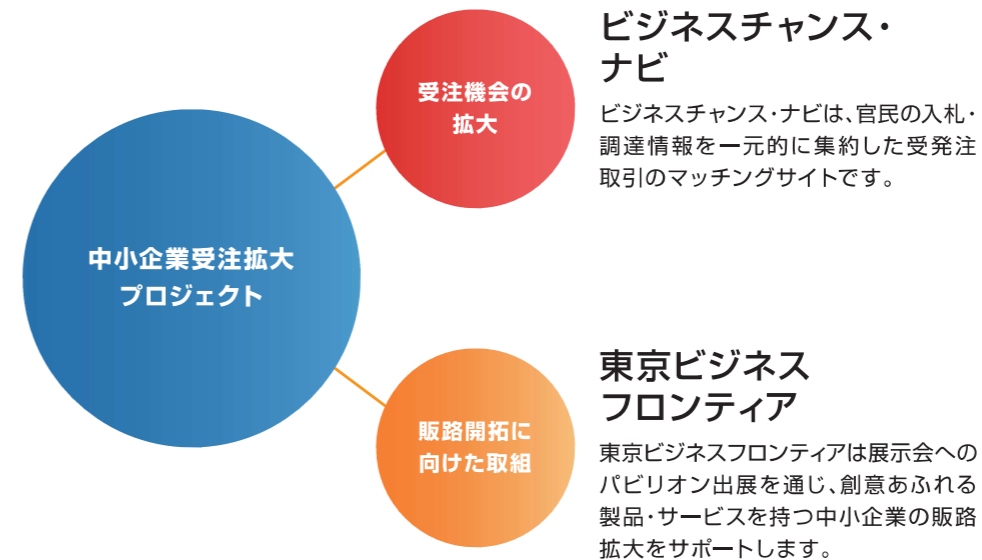 中小企業受注拡大
プロジェクト
受注機会の
拡大
ビジネスチャンス・
ナビ
ビジネスチャンス・ナビは、官民の入札・
調達情報を一元的に集約した受発注
取引のマッチングサイトです。
販路開拓に
向けた取組
東京ビジネス
フロンティア
東京ビジネスフロンティアは展示会への
パビリオン出展を通じ、創意あふれる
製品・サービスを持つ中小企業の販路
拡大をサポートします。